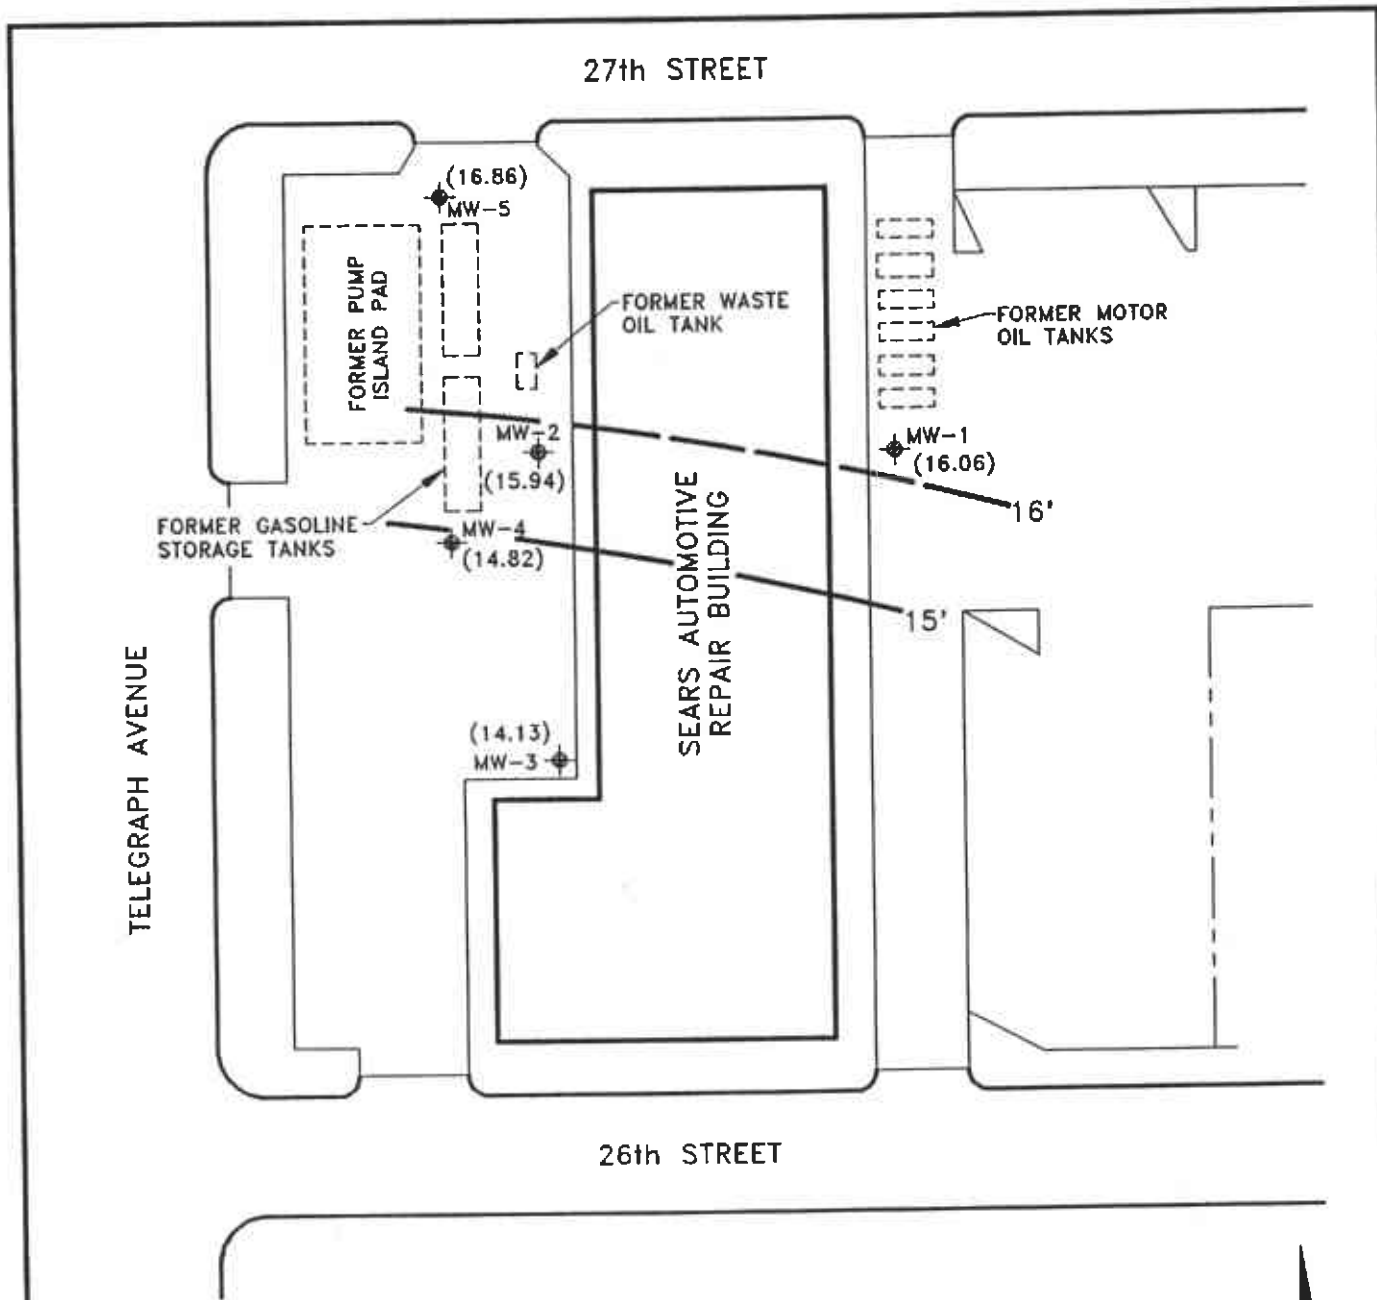 27th STREET
(16.86)
MW-5
FORMER PUMP
ISLAND PAD
FORMER WASTE
OIL TANK
FORMER MOTOR
OIL TANKS
MW-2
(15.94)
MW-1
(16.06)
16'
FORMER GASOLINE
STORAGE TANKS
MW-4
(14.82)
15'
SEARS AUTOMOTIVE
REPAIR BUILDING
(14.13)
MW-3
TELEGRAPH AVENUE
26th STREET